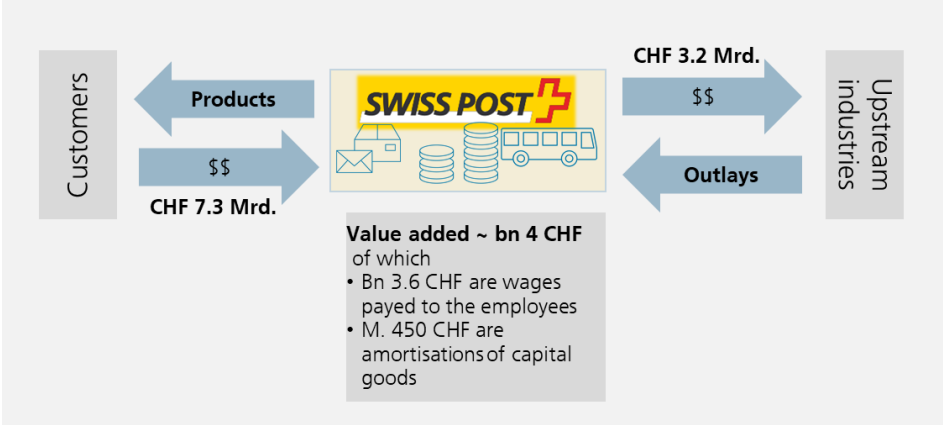 CHF 3.2 Mrd.
Customers
Products
SWISS POST
$$
Upstream
industries
$$
Outlays
CHF 7.3 Mrd.
Value added ~ bn 4 CHF
of which
• Bn 3.6 CHF are wages
payed to the employees
• M. 450 CHF are
amortisations of capital
goods